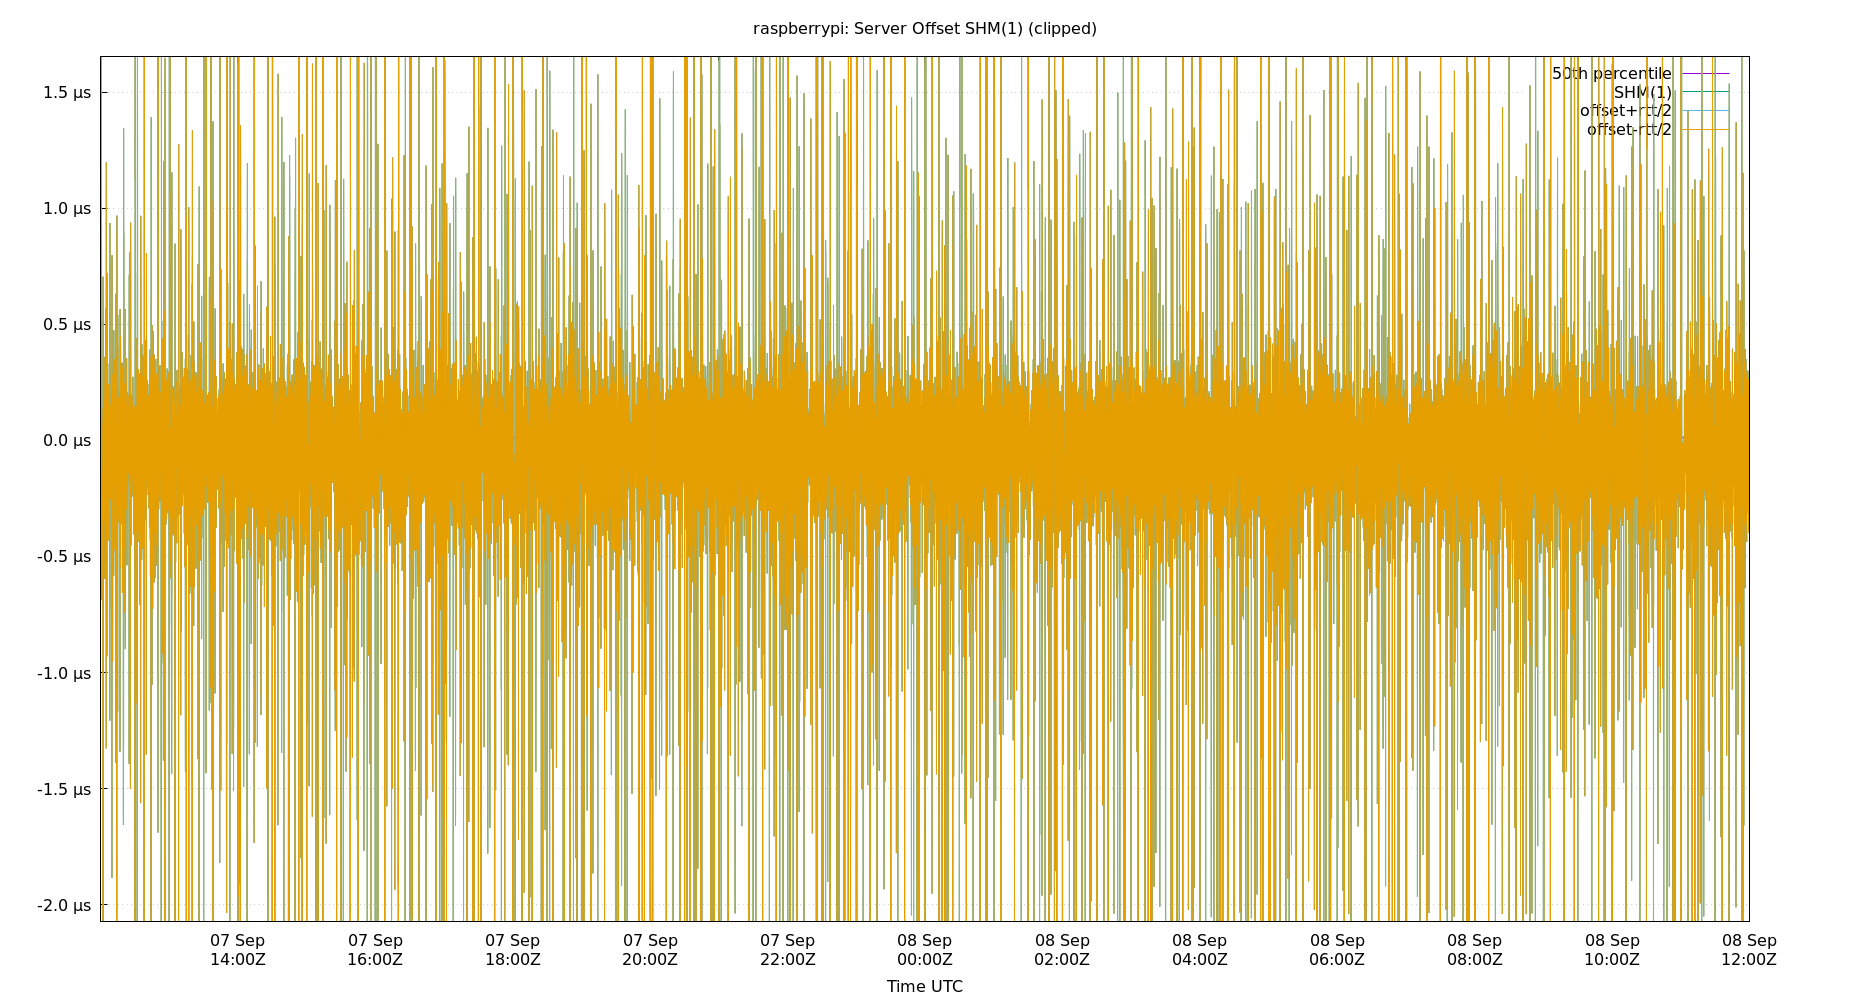 raspberrypi: Server Offset SHM(1) (clipped)
50th percentile
SHM(1)
offset+rtt/2
offset-rtt/2
1.5 µs
1.0 µs
0.5 µs
0.0 µs
-0.5 µs
-1.0 µs
-1.5 µs
-2.0 µs
07 Sep 07 Sep 07 Sep 07 Sep 07 Sep 08 Sep 08 Sep 08 Sep 08 Sep 08 Sep 08 Sep 08 Sep
14:00Z 16:00Z 18:00Z 20:00Z 22:00Z 00:00Z 02:00Z 04:00Z 06:00Z 08:00Z 10:00Z 12:00Z
Time UTC